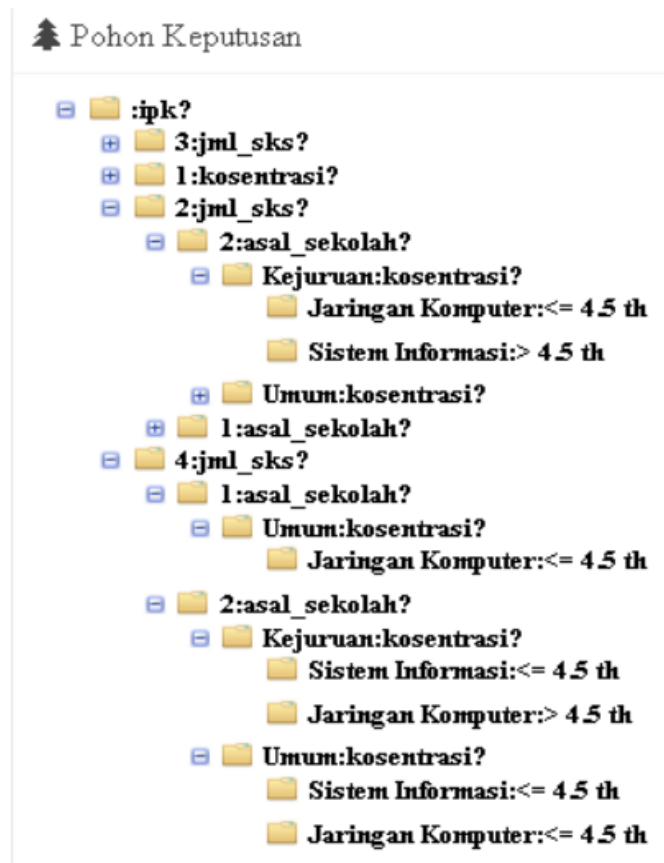 Pohon Keputusan
:ipk?
3:jml_sks?
1:kosentrasi?
2:jml_sks?
2:asal_sekolah?
Kejuruan:kosentrasi?
Jaringan Komputer:<= 4.5 th
Sistem Informasi:> 4.5 th
Umum:kosentrasi?
1:asal_sekolah?
4:jml_sks?
1:asal_sekolah?
Umum:kosentrasi?
Jaringan Komputer:<= 4.5 th
2:asal_sekolah?
Kejuruan:kosentrasi?
Sistem Informasi:<= 4.5 th
Jaringan Komputer:> 4.5 th
Umum:kosentrasi?
Sistem Informasi:<= 4.5 th
Jaringan Komputer:<= 4.5 th